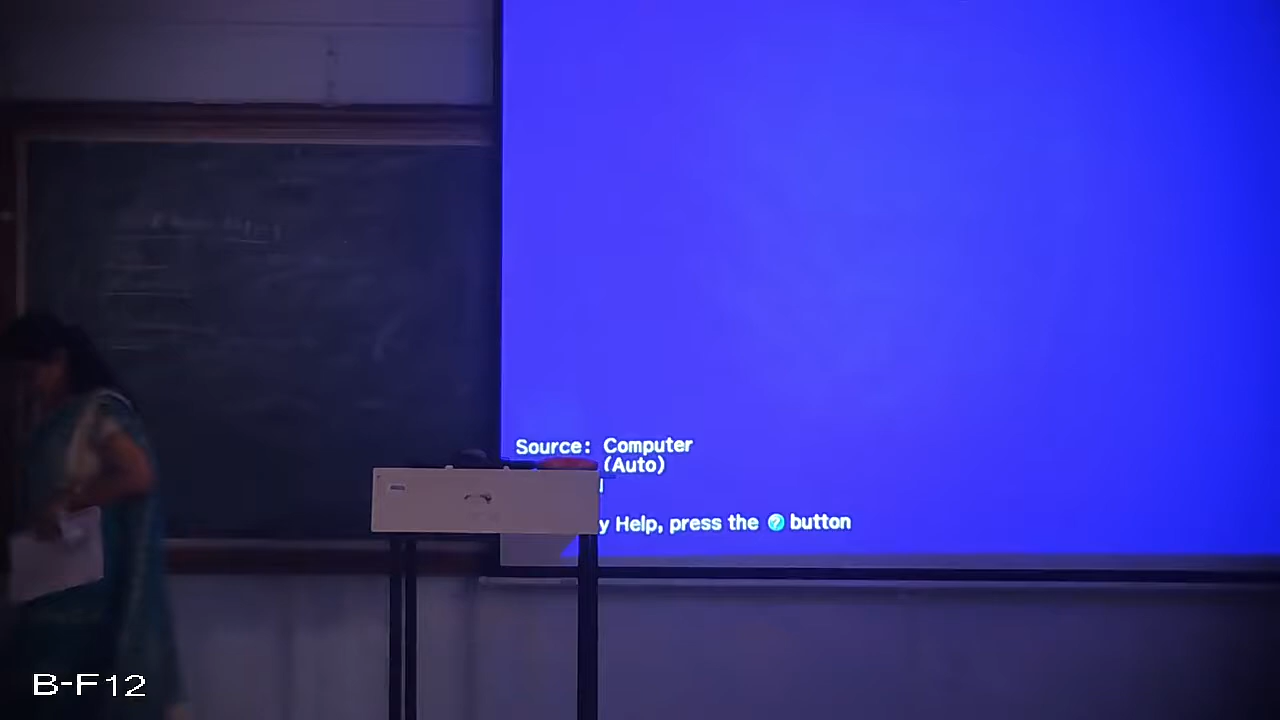 Source: Computer
(Auto)
y Help, press the ? button
B-F12